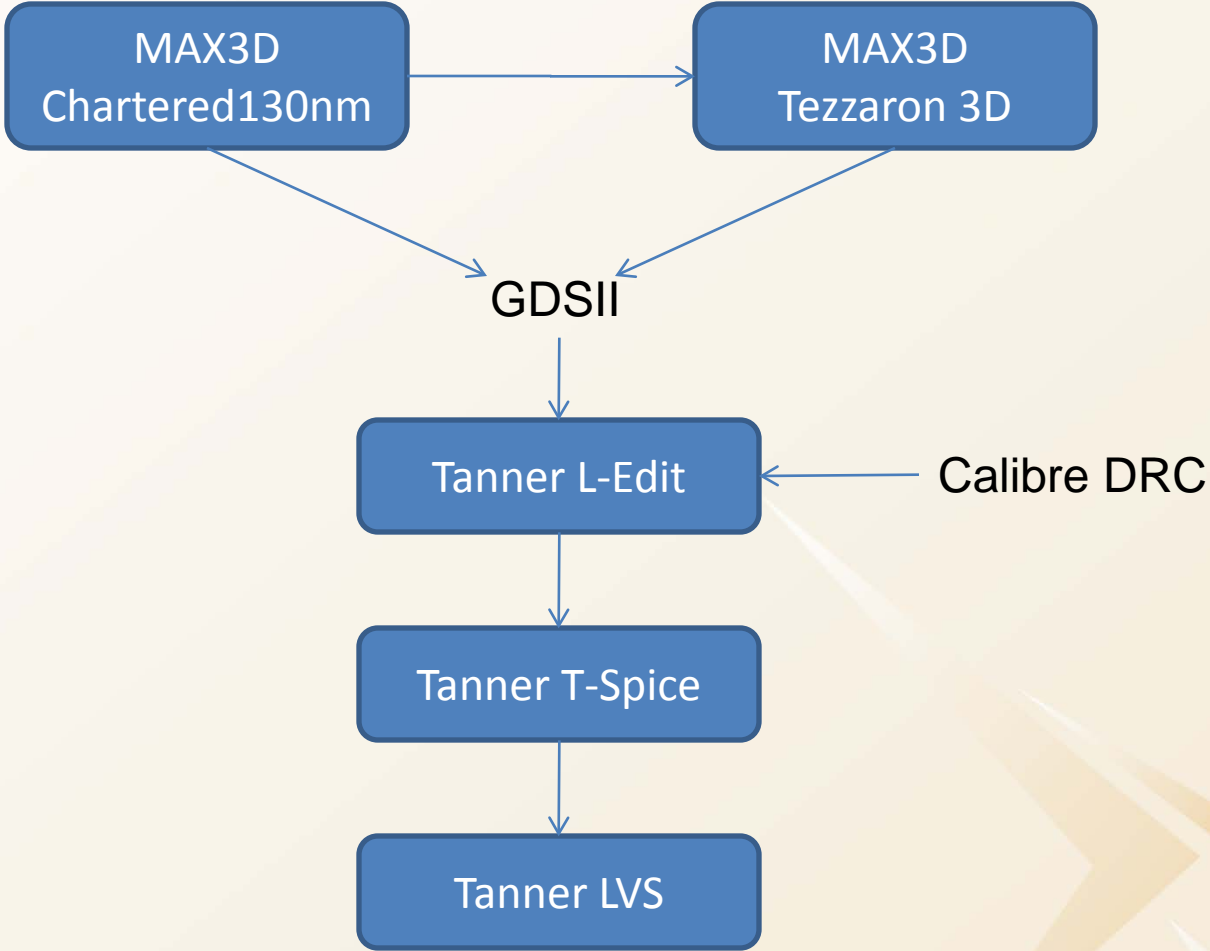 MAX3D
Chartered130nm
MAX3D
Tezzaron 3D
GDSII
Tanner L-Edit
Calibre DRC
Tanner T-Spice
Tanner LVS